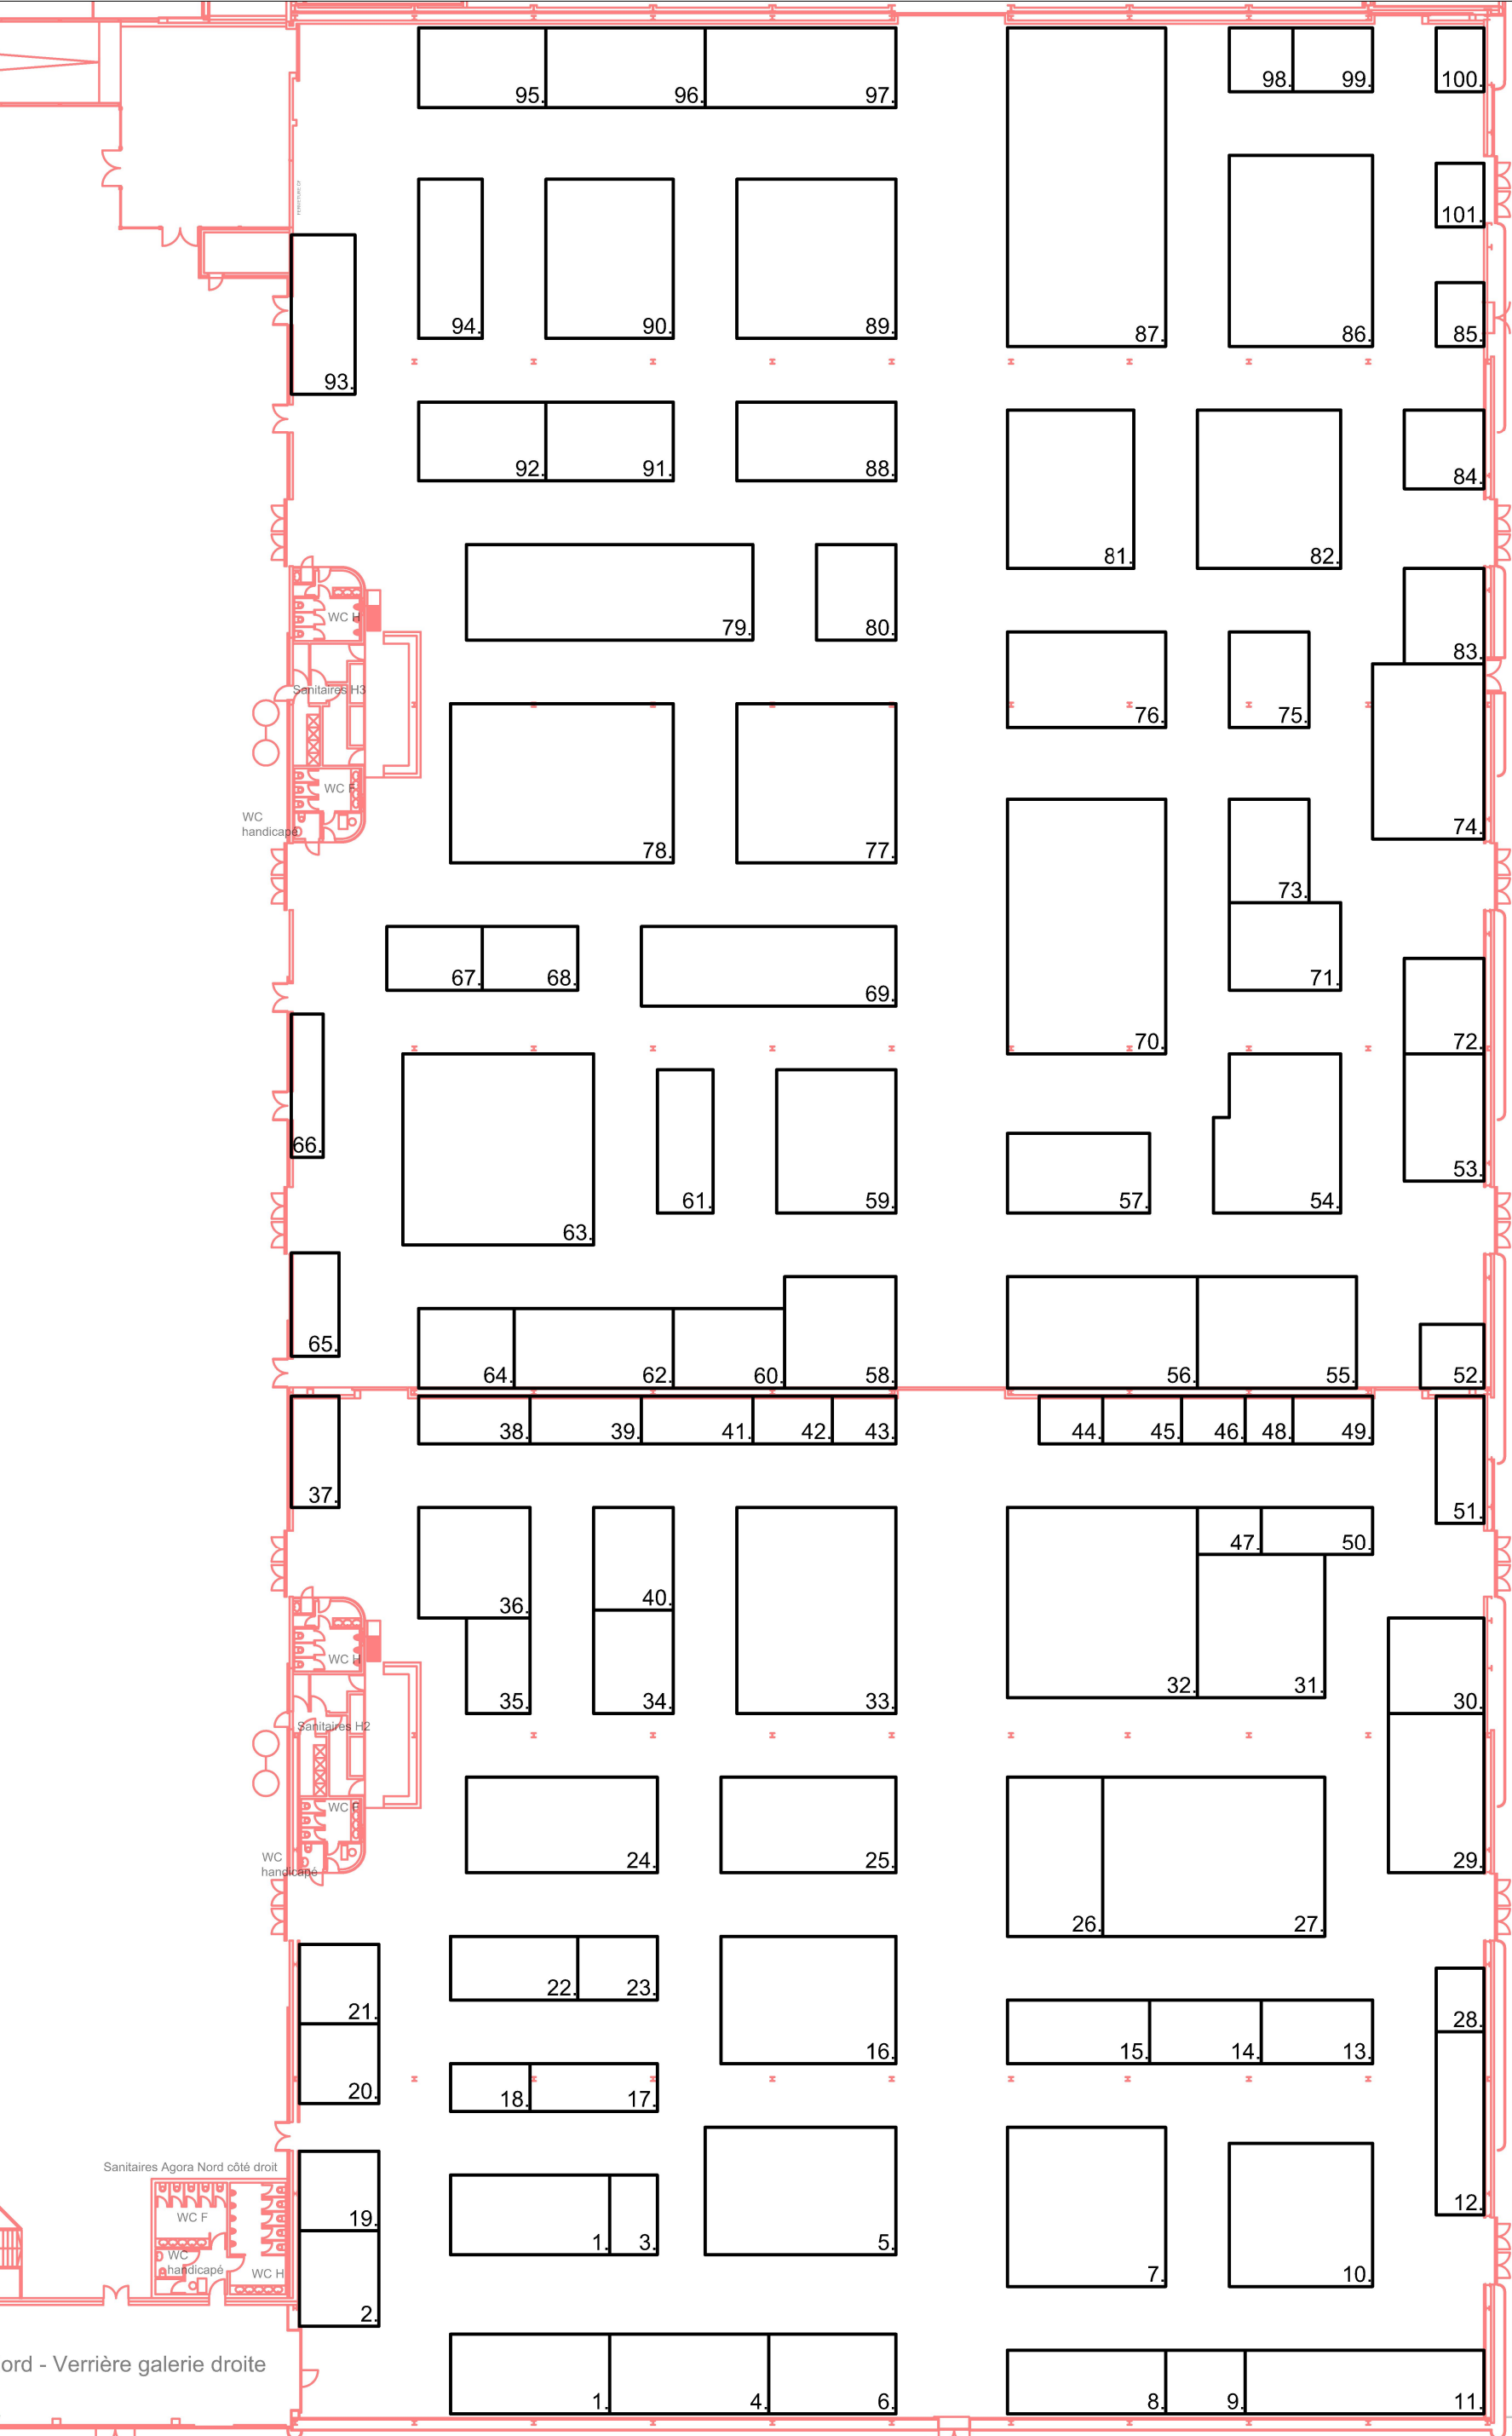 95. 96. 97. 98. 99. 100.
101.
94. 90. 89. 87. 86. 85.
93.
92. 91. 88. 84.
81. 82.
79. 80. 83.
WC H
Sanitaires H3
76. 75.
WC F
WC
handicapé
78. 77. 74.
73.
67. 68. 69. 71.
70. 72.
66. 53.
61. 59. 57. 54.
63.
65.
64. 62. 60. 58. 56. 55. 52.
38. 39. 41. 42. 43. 44. 45. 46. 48. 49.
37. 51.
47. 50.
36. 40.
WC H
35. 34. 33. 32. 31. 30.
Sanitaires H2
WC F
WC
handicapé
24. 25. 29.
26. 27.
22. 23.
21. 28.
16. 15. 14. 13.
20. 18. 17.
Sanitaires Agora Nord côté droit
WC F
19. 12.
1. 3. 5.
WC
handicapé
WC H
7. 10.
2.
ord - Verrière galerie droite
1. 4. 6. 8. 9. 11.